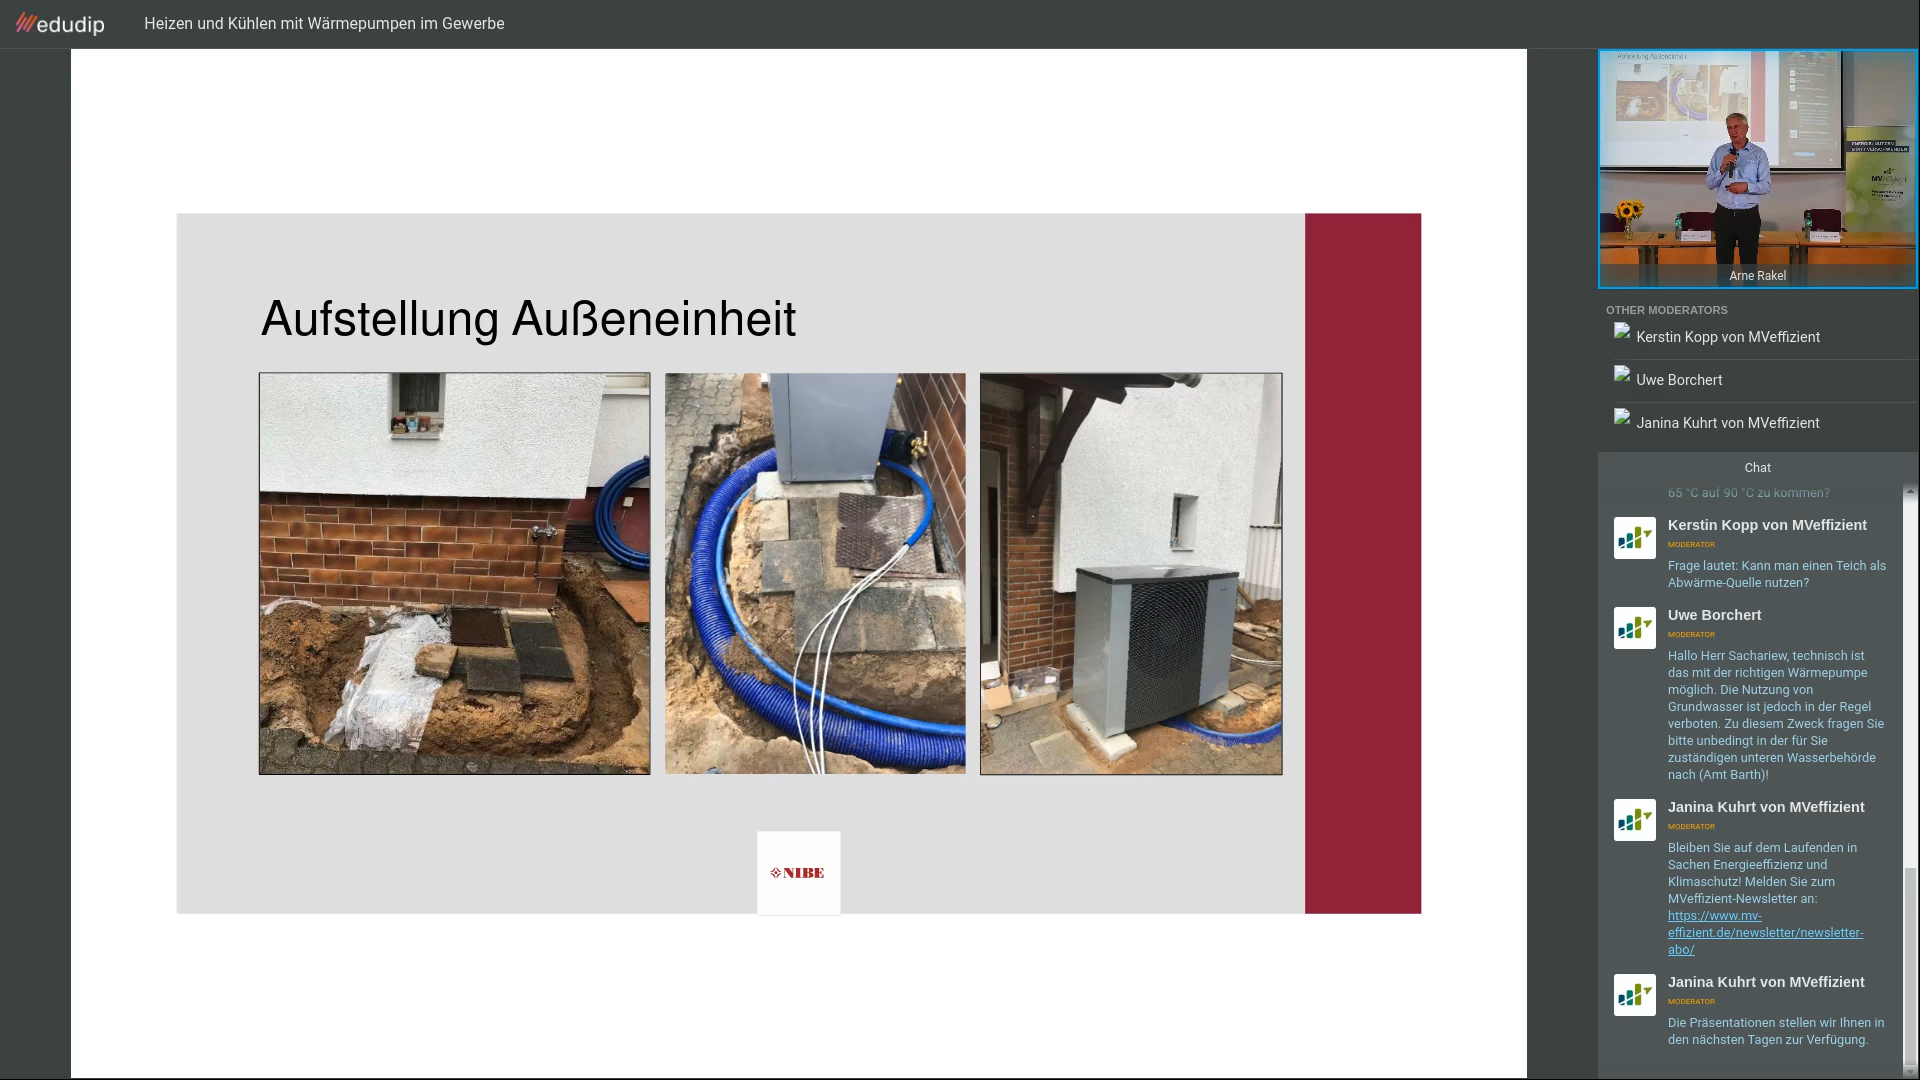 edudip
Heizen und Kühlen mit Wärmepumpen im Gewerbe
Aufstellung Außeneinheit
NIBE
Aufstellung Außeneinheit
Arne Rakel
OTHER MODERATORS
Kerstin Kopp von MVeffizient
Uwe Borchert
Janina Kuhrt von MVeffizient
Chat
65 °C auf 90 °C zu kommen?
Kerstin Kopp von MVeffizient
MODERATOR
Frage lautet: Kann man einen Teich als
Abwärme-Quelle nutzen?
Uwe Borchert
MODERATOR
Hallo Herr Sachariew, technisch ist
das mit der richtigen Wärmepumpe
möglich. Die Nutzung von
Grundwasser ist jedoch in der Regel
verboten. Zu diesem Zweck fragen Sie
bitte unbedingt in der für Sie
zuständigen unteren Wasserbehörde
nach (Amt Barth)!
Janina Kuhrt von MVeffizient
MODERATOR
Bleiben Sie auf dem Laufenden in
Sachen Energieeffizienz und
Klimaschutz! Melden Sie zum
MVeffizient-Newsletter an:
https://www.mv-
effizient.de/newsletter/newsletter-
abo/
Janina Kuhrt von MVeffizient
MODERATOR
Die Präsentationen stellen wir Ihnen in
den nächsten Tagen zur Verfügung.